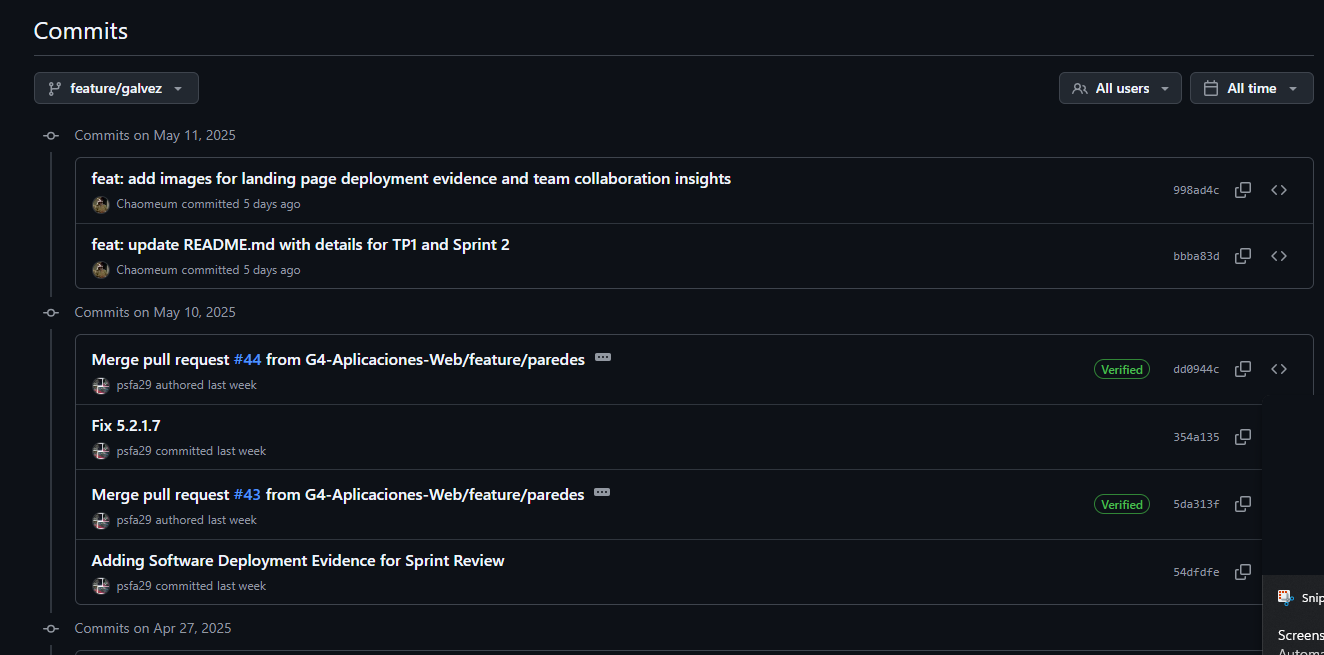 Commits
feature/galvez
All users
All time
Commits on May 11, 2025
feat: add images for landing page deployment evidence and team collaboration insights
Chaomeum committed 5 days ago
998ad4c
feat: update README.md with details for TP1 and Sprint 2
Chaomeum committed 5 days ago
bbba83d
Commits on May 10, 2025
Merge pull request #44 from G4-Aplicaciones-Web/feature/paredes
psfa29 authored last week
Verified
dd0944c
Fix 5.2.1.7
psfa29 committed last week
354a135
Merge pull request #43 from G4-Aplicaciones-Web/feature/paredes
psfa29 authored last week
Verified
5da313f
Adding Software Deployment Evidence for Sprint Review
psfa29 committed last week
54dfdfe
Snip
Screens
Automa
Commits on Apr 27, 2025